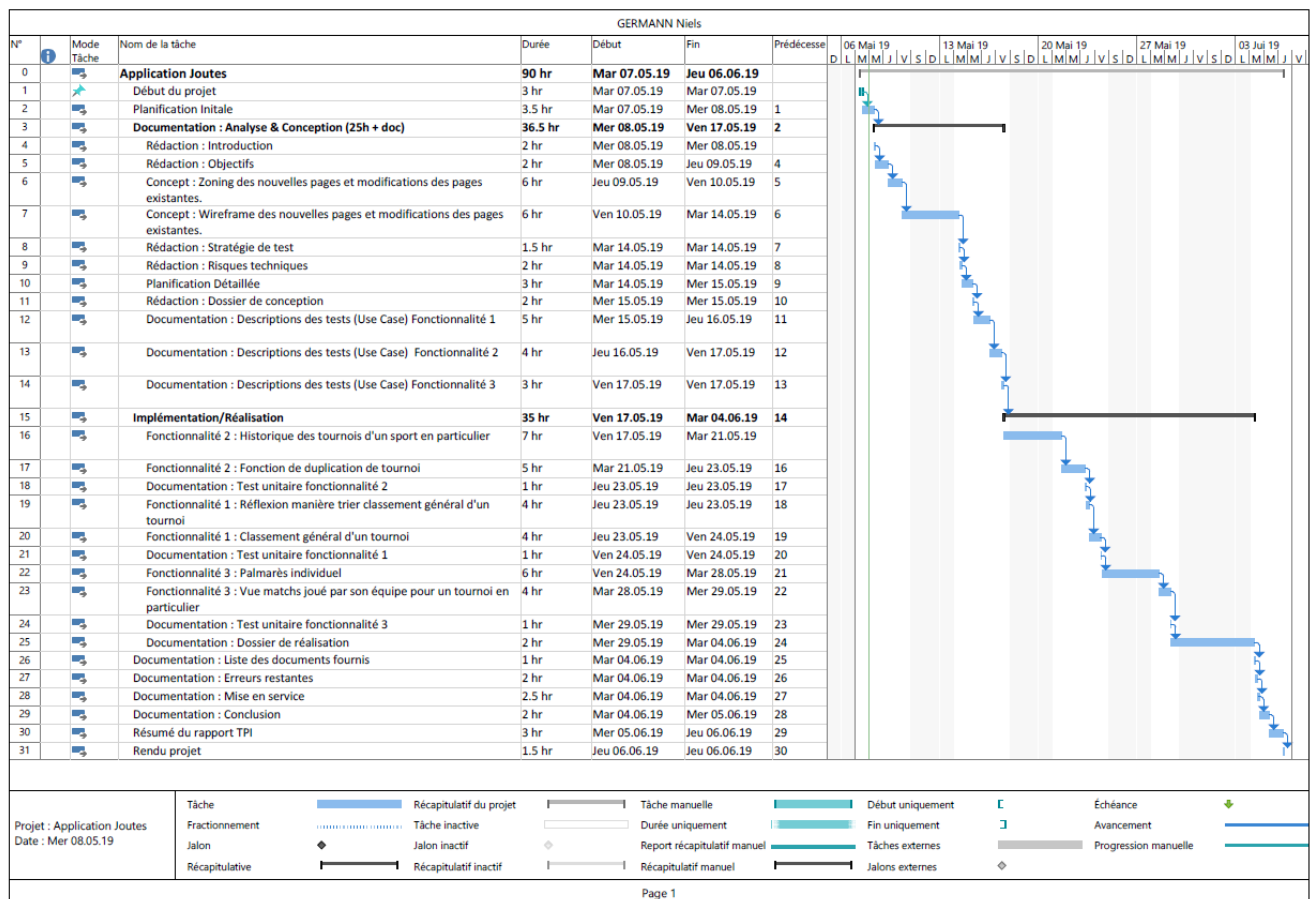 GERMANN Niels
N° Mode Tâche Nom de la tâche Durée Début Fin Prédécesse
06 Mai 19 13 Mai 19 20 Mai 19 27 Mai 19 03 Jui 19
D L M M J V S D L M M J V S D L M M J V S D L M M J V S D L M M J V
0 Application Joutes 90 hr Mar 07.05.19 Jeu 06.06.19
1 Début du projet 3 hr Mar 07.05.19 Mar 07.05.19
2 Planification Initale 3.5 hr Mar 07.05.19 Mer 08.05.19 1
3 Documentation : Analyse & Conception (25h + doc) 36.5 hr Mer 08.05.19 Ven 17.05.19 2
4 Rédaction : Introduction 2 hr Mer 08.05.19 Mer 08.05.19
5 Rédaction : Objectifs 2 hr Mer 08.05.19 Jeu 09.05.19 4
6 Concept : Zoning des nouvelles pages et modifications des pages existantes. 6 hr Jeu 09.05.19 Ven 10.05.19 5
7 Concept : Wireframe des nouvelles pages et modifications des pages existantes. 6 hr Ven 10.05.19 Mar 14.05.19 6
8 Rédaction : Stratégie de test 1.5 hr Mar 14.05.19 Mar 14.05.19 7
9 Rédaction : Risques techniques 2 hr Mar 14.05.19 Mar 14.05.19 8
10 Planification Détaillée 3 hr Mar 14.05.19 Mer 15.05.19 9
11 Rédaction : Dossier de conception 2 hr Mer 15.05.19 Mer 15.05.19 10
12 Documentation : Descriptions des tests (Use Case) Fonctionnalité 1 5 hr Mer 15.05.19 Jeu 16.05.19 11
13 Documentation : Descriptions des tests (Use Case) Fonctionnalité 2 4 hr Jeu 16.05.19 Ven 17.05.19 12
14 Documentation : Descriptions des tests (Use Case) Fonctionnalité 3 3 hr Ven 17.05.19 Ven 17.05.19 13
15 Implémentation/Réalisation 35 hr Ven 17.05.19 Mar 04.06.19 14
16 Fonctionnalité 2 : Historique des tournois d'un sport en particulier 7 hr Ven 17.05.19 Mar 21.05.19
17 Fonctionnalité 2 : Fonction de duplication de tournoi 5 hr Mar 21.05.19 Jeu 23.05.19 16
18 Documentation : Test unitaire fonctionnalité 2 1 hr Jeu 23.05.19 Jeu 23.05.19 17
19 Fonctionnalité 1 : Réflexion manière trier classement général d'un tournoi 4 hr Jeu 23.05.19 Jeu 23.05.19 18
20 Fonctionnalité 1 : Classement général d'un tournoi 4 hr Jeu 23.05.19 Ven 24.05.19 19
21 Documentation : Test unitaire fonctionnalité 1 1 hr Ven 24.05.19 Ven 24.05.19 20
22 Fonctionnalité 3 : Palmarès individuel 6 hr Ven 24.05.19 Mar 28.05.19 21
23 Fonctionnalité 3 : Vue matchs joué par son équipe pour un tournoi en particulier 4 hr Mar 28.05.19 Mer 29.05.19 22
24 Documentation : Test unitaire fonctionnalité 3 1 hr Mer 29.05.19 Mer 29.05.19 23
25 Documentation : Dossier de réalisation 2 hr Mer 29.05.19 Mar 04.06.19 24
26 Documentation : Liste des documents fournis 1 hr Mar 04.06.19 Mar 04.06.19 25
27 Documentation : Erreurs restantes 2 hr Mar 04.06.19 Mar 04.06.19 26
28 Documentation : Mise en service 2.5 hr Mar 04.06.19 Mar 04.06.19 27
29 Documentation : Conclusion 2 hr Mar 04.06.19 Mer 05.06.19 28
30 Résumé du rapport TPI 3 hr Mer 05.06.19 Jeu 06.06.19 29
31 Rendu projet 1.5 hr Jeu 06.06.19 Jeu 06.06.19 30
Projet : Application Joutes
Date : Mer 08.05.19
Tâche Récapitulatif du projet Tâche manuelle Début uniquement Échéance
Fractionnement Tâche inactive Durée uniquement Fin uniquement Avancement
Jalon Jalon inactif Report récapitulatif manuel Tâches externes Progression manuelle
Récapitulative Récapitulatif inactif Récapitulatif manuel Jalons externes
Page 1